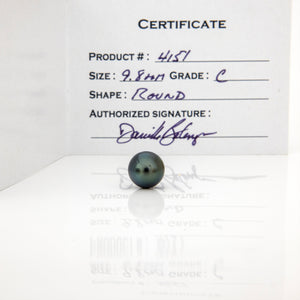 CERTIFICATE
PRODUCT #: 4151
SIZE: 9.8mm GRADE: C
SHAPE: ROUND
AUTHORIZED SIGNATURE: